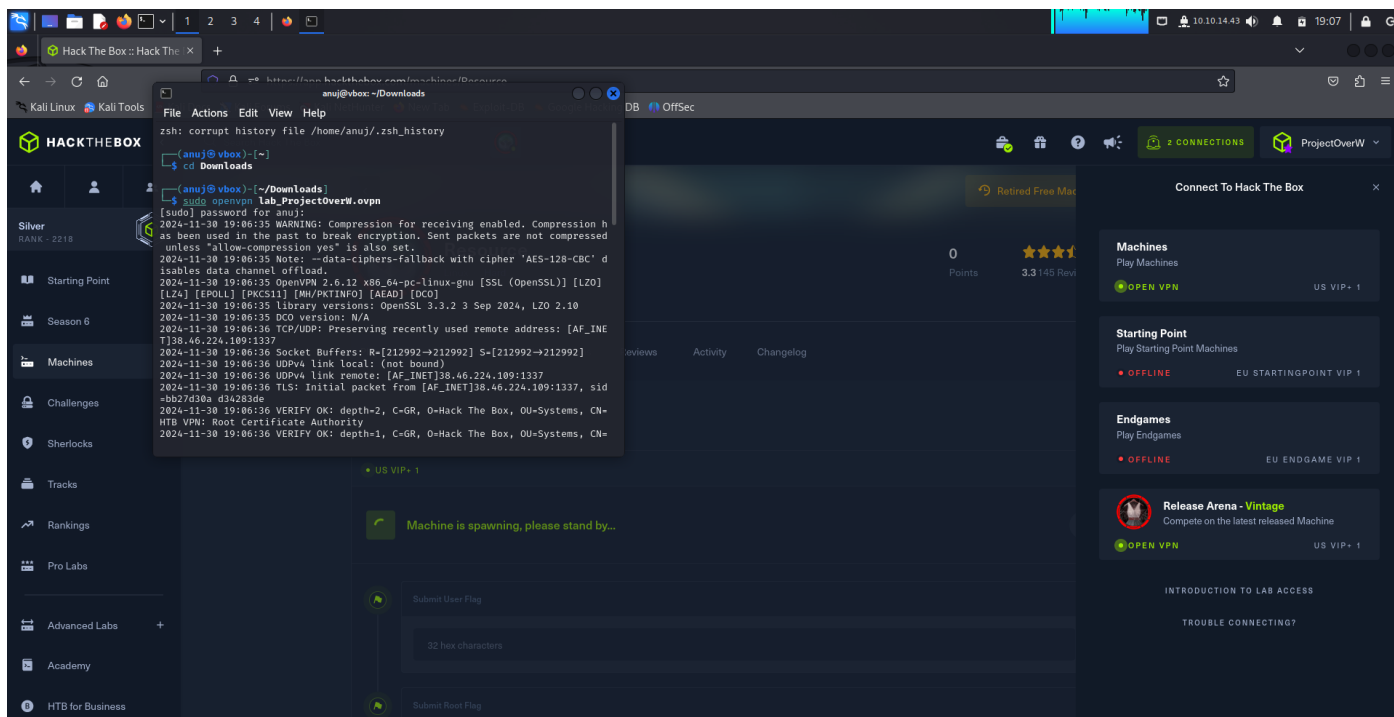 1 2 3 4
10.10.14.43
19:07
Hack The Box :: Hack The
Kali Linux
Kali Tools
DB
OffSec
anuj@vbox: ~/Downloads
File Actions Edit View Help
zsh: corrupt history file /home/anuj/.zsh_history
(anuj㉿vbox)-[~]
$ cd Downloads
(anuj㉿vbox)-[~/Downloads]
$ sudo openvpn lab_ProjectOverW.ovpn
[sudo] password for anuj:
2024-11-30 19:06:35 WARNING: Compression for receiving enabled. Compression h
as been used in the past to break encryption. Sent packets are not compressed
unless "allow-compression yes" is also set.
2024-11-30 19:06:35 Note: --data-ciphers-fallback with cipher 'AES-128-CBC' d
isables data channel offload.
2024-11-30 19:06:35 OpenVPN 2.6.12 x86_64-pc-linux-gnu [SSL (OpenSSL)] [LZO]
[LZ4] [EPOLL] [PKCS11] [MH/PKTINFO] [AEAD] [DCO]
2024-11-30 19:06:35 library versions: OpenSSL 3.3.2 3 Sep 2024, LZO 2.10
2024-11-30 19:06:35 DCO version: N/A
2024-11-30 19:06:36 TCP/UDP: Preserving recently used remote address: [AF_INE
T]38.46.224.109:1337
2024-11-30 19:06:36 Socket Buffers: R=[212992→212992] S=[212992→212992]
2024-11-30 19:06:36 UDPv4 link local: (not bound)
2024-11-30 19:06:36 UDPv4 link remote: [AF_INET]38.46.224.109:1337
2024-11-30 19:06:36 TLS: Initial packet from [AF_INET]38.46.224.109:1337, sid
=bb27d30a d34283de
2024-11-30 19:06:36 VERIFY OK: depth=2, C=GR, O=Hack The Box, OU=Systems, CN=
HTB VPN: Root Certificate Authority
2024-11-30 19:06:36 VERIFY OK: depth=1, C=GR, O=Hack The Box, OU=Systems, CN=
HACKTHEBOX
Silver
RANK - 2218
Starting Point
Season 6
Machines
Challenges
Sherlocks
Tracks
Rankings
Pro Labs
Advanced Labs +
Academy
HTB for Business
2 CONNECTIONS
ProjectOverW
Retired Free Mac
0
Points
3.3 145 Revi
Activity
Changelog
US VIP+ 1
Machine is spawning, please stand by...
Submit User Flag
32 hex characters
Submit Root Flag
Connect To Hack The Box
Machines
Play Machines
OPEN VPN US VIP+ 1
Starting Point
Play Starting Point Machines
OFFLINE EU STARTINGPOINT VIP 1
Endgames
Play Endgames
OFFLINE EU ENDGAME VIP 1
Release Arena - Vintage
Compete on the latest released Machine
OPEN VPN US VIP+ 1
INTRODUCTION TO LAB ACCESS
TROUBLE CONNECTING?